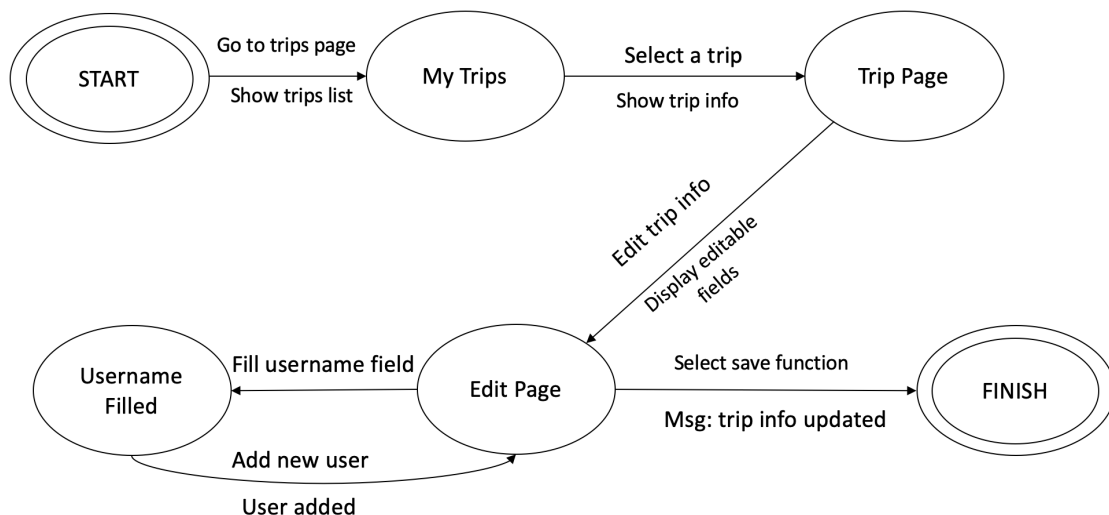 START
Go to trips page
Show trips list
My Trips
Select a trip
Show trip info
Trip Page
Edit trip info
Display editable
fields
Username
Filled
Fill username field
Edit Page
Select save function
Msg: trip info updated
FINISH
Add new user
User added